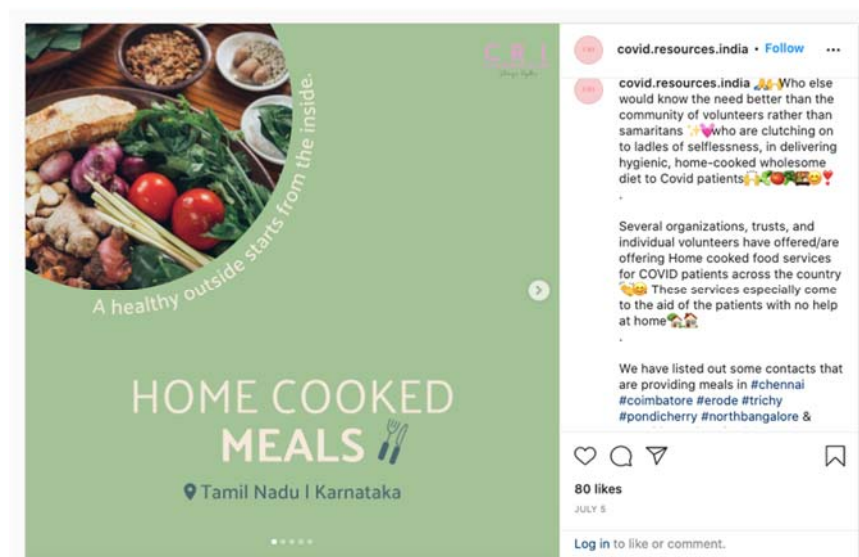 CRI
A healthy outside starts from the inside.
HOME COOKED
MEALS
Tamil Nadu | Karnataka
covid.resources.india • Follow
covid.resources.india 🙏🙌Who else
would know the need better than the
community of volunteers rather than
samaritans ✨💓who are clutching on
to ladles of selflessness, in delivering
hygienic, home-cooked wholesome
diet to Covid patients
.
Several organizations, trusts, and
individual volunteers have offered/are
offering Home cooked food services
for COVID patients across the country
These services especially come
to the aid of the patients with no help
at home
.
We have listed out some contacts that
are providing meals in #chennai
#coimbatore #erode #trichy
#pondicherry #northbangalore &
80 likes
JULY 5
Log in to like or comment.